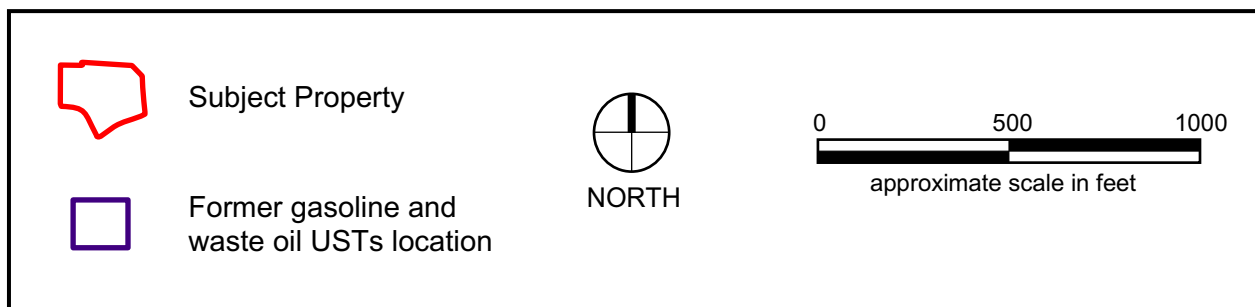 Subject Property
Former gasoline and
waste oil USTs location
NORTH
0 500 1000
approximate scale in feet